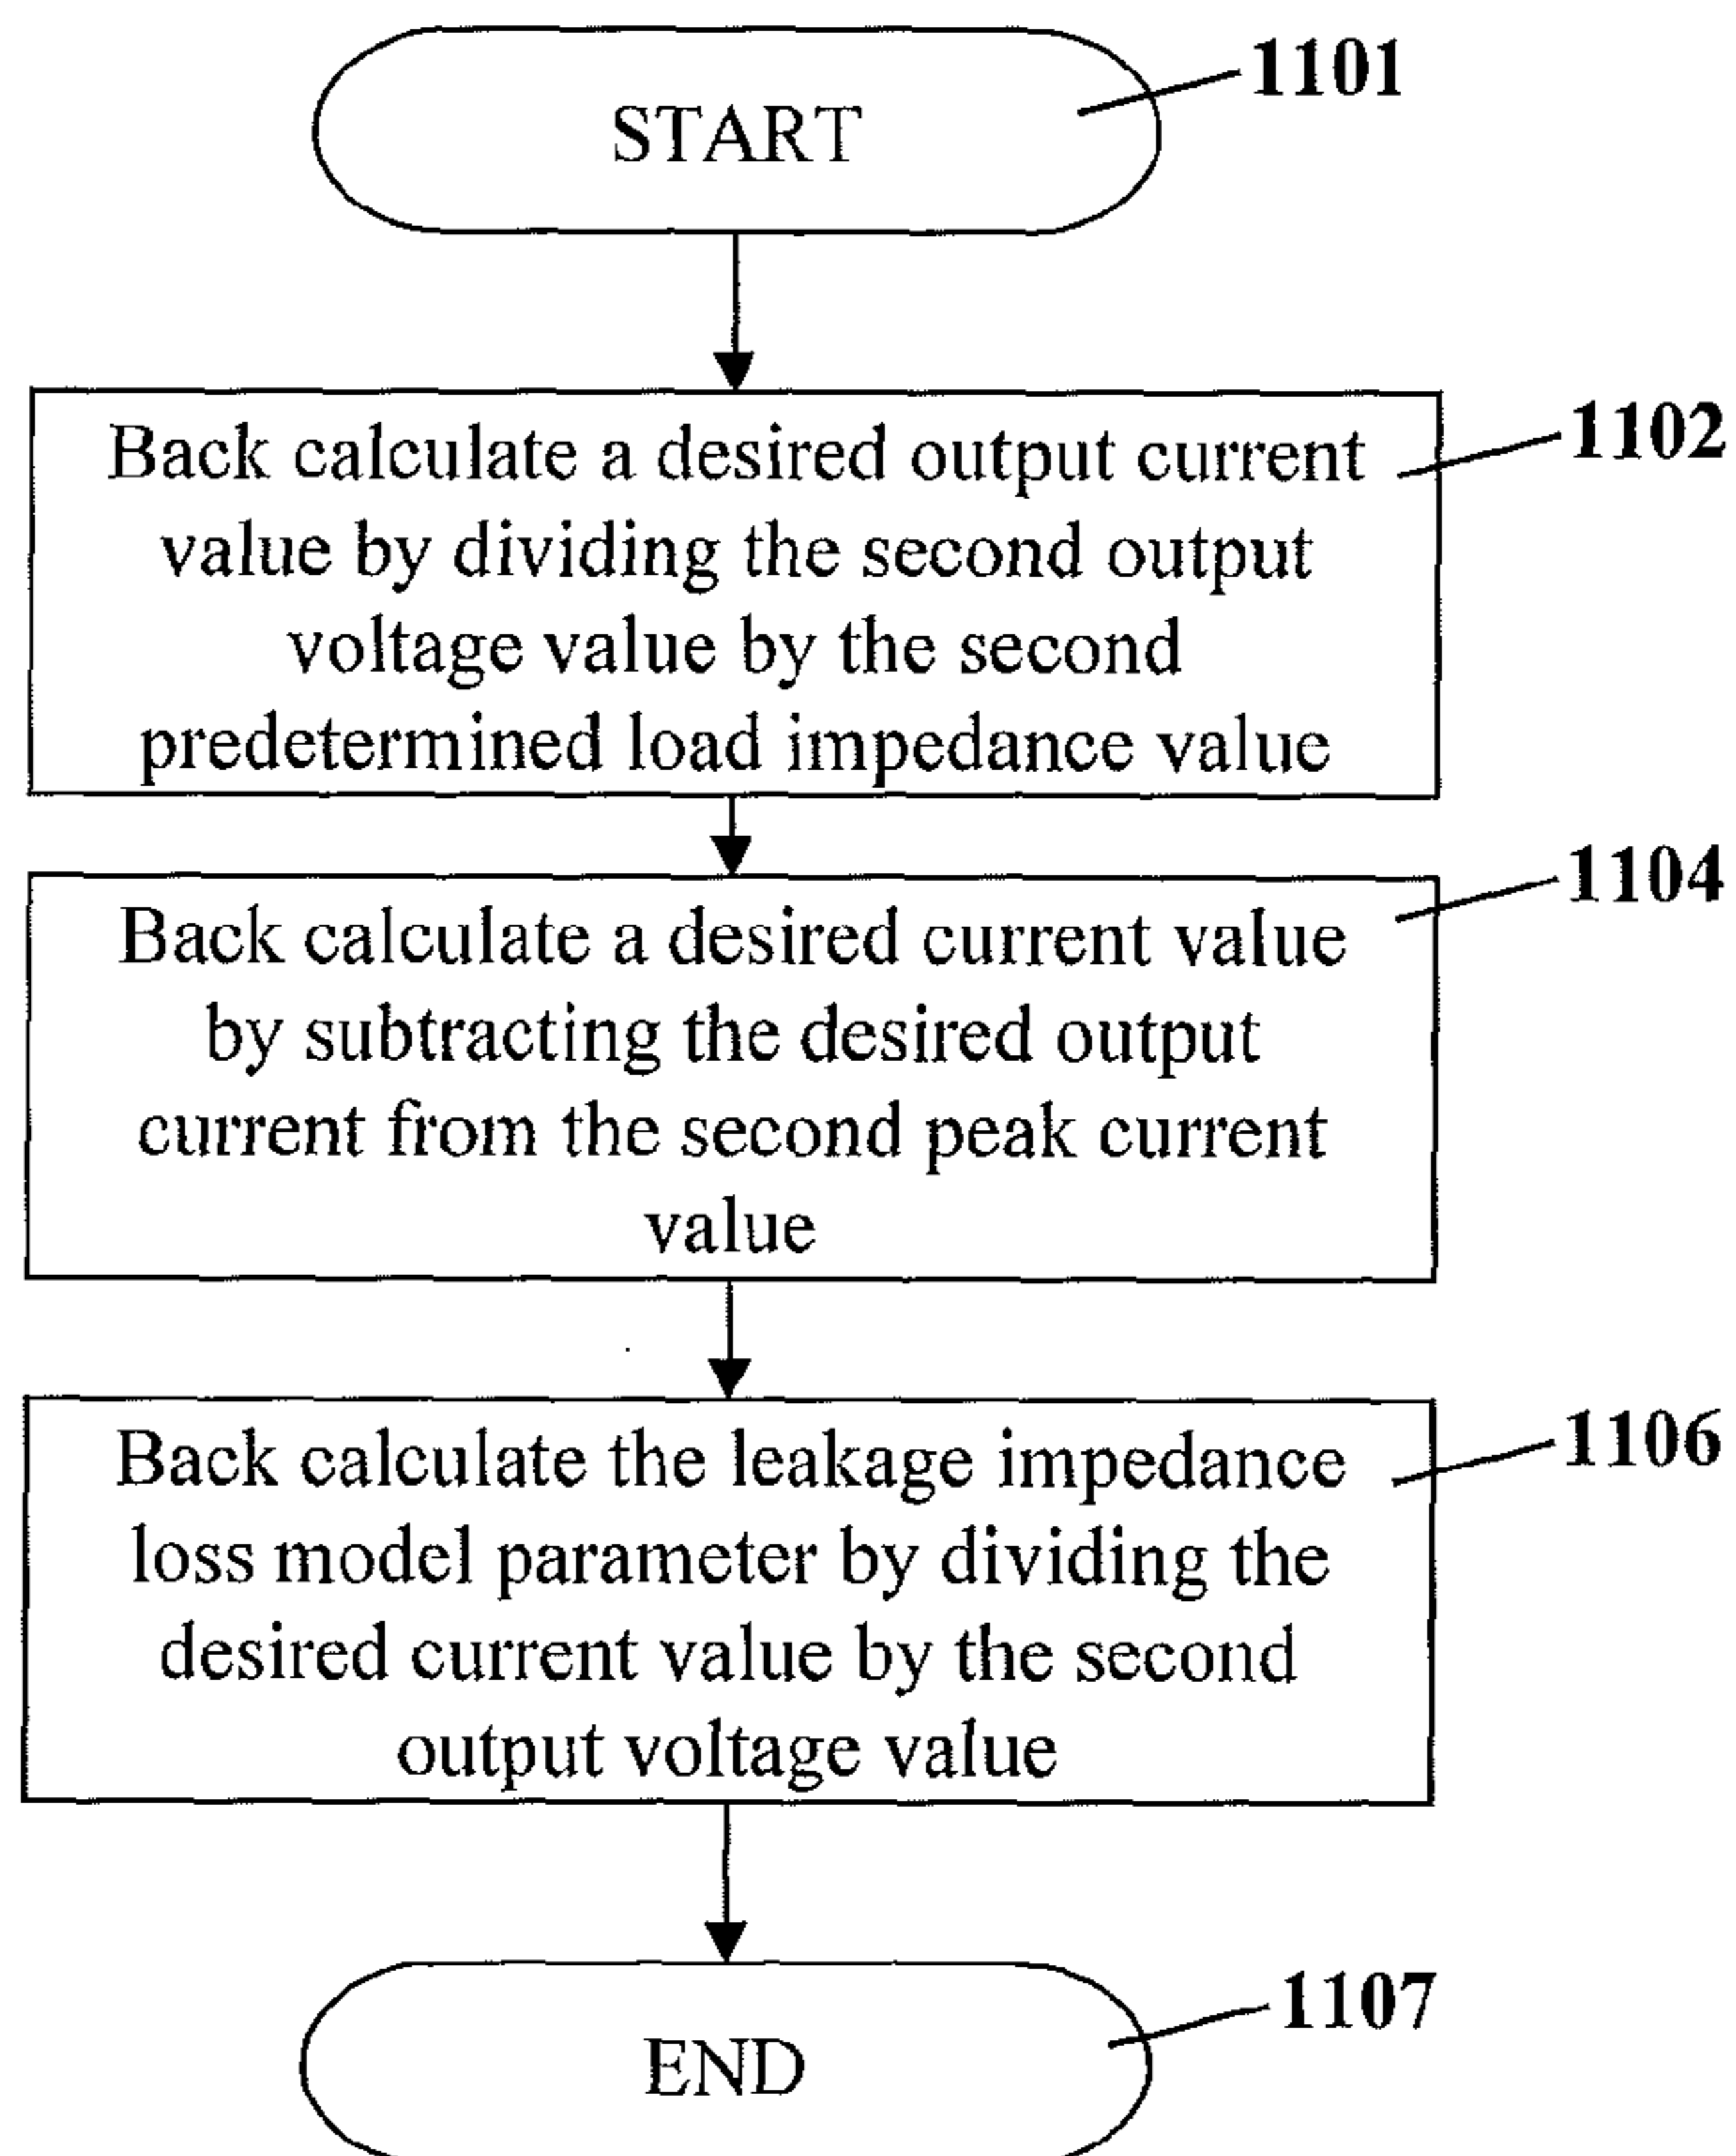 START
1101
Back calculate a desired output current
value by dividing the second output
voltage value by the second
predetermined load impedance value
1102
Back calculate a desired current value
by subtracting the desired output
current from the second peak current
value
1104
Back calculate the leakage impedance
loss model parameter by dividing the
desired current value by the second
output voltage value
1106
END
1107